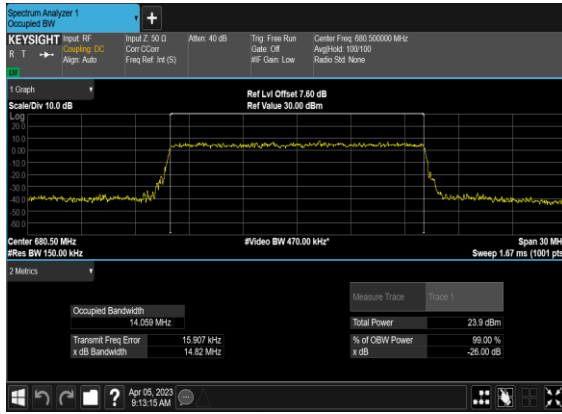 Spectrum Analyzer 1
Occupied BW
+
KEYSIGHT Input: RF Input Z: 50 Ω Atten: 40 dB Trig: Free Run Center Freq: 680.500000 MHz
R T Coupling: DC Corr CCorr Gate: Off Avg|Hold: 100/100
Align: Auto Freq Ref: Int (S) #IF Gain: Low Radio Std: None
LW
1 Graph Ref Lvl Offset 7.60 dB
Scale/Div 10.0 dB Ref Value 30.00 dBm
Log
20.0
10.0
0.00
-10.0
-20.0
-30.0
-40.0
-50.0
-60.0
Center 680.50 MHz #Video BW 470.00 kHz* Span 30 MH
#Res BW 150.00 kHz Sweep 1.67 ms (1001 pts
2 Metrics
Measure Trace Trace 1
Occupied Bandwidth
14.059 MHz Total Power 23.9 dBm
Transmit Freq Error 15.907 kHz % of OBW Power 99.00 %
x dB Bandwidth 14.82 MHz x dB -26.00 dB
? Apr 05, 2023
9:13:15 AM